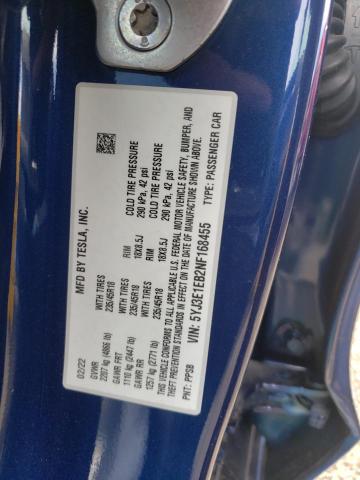 MFD BY TESLA, INC.
02/22
GVWR
2207 kg (4866 lb)
WITH TIRES
235/45R18
RIM
18X8.5J
COLD TIRE PRESSURE
290 kPa, 42 psi
GAWR FRT
1110 kg (2447 lb)
WITH TIRES
235/45R18
RIM
18X8.5J
COLD TIRE PRESSURE
290 kPa, 42 psi
GAWR RR
1257 kg (2771 lb)
WITH TIRES
235/45R18
THIS VEHICLE CONFORMS TO ALL APPLICABLE U.S. FEDERAL MOTOR VEHICLE SAFETY, BUMPER, AND
THEFT PREVENTION STANDARDS IN EFFECT ON THE DATE OF MANUFACTURE SHOWN ABOVE.
VIN: 5YJ3E1EB2NF168455
TYPE: PASSENGER CAR
PNT: PPSB